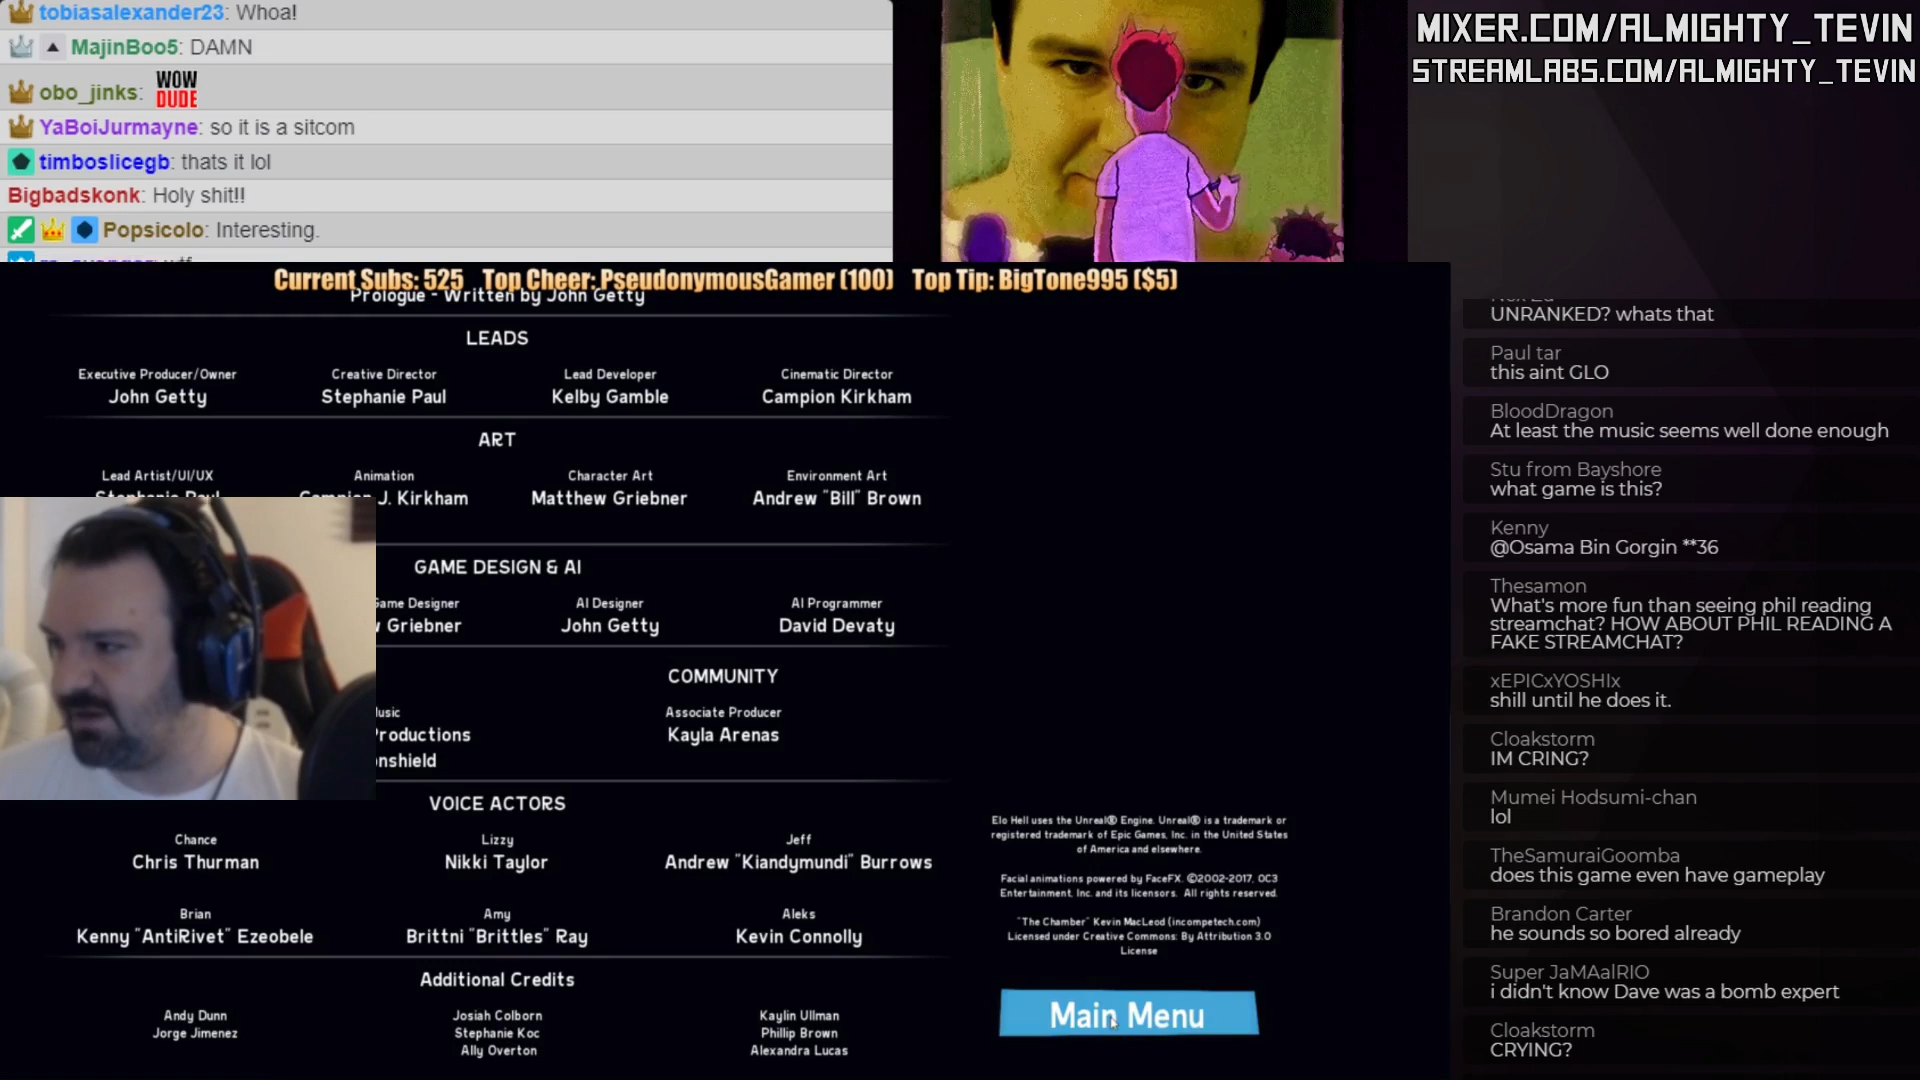 tobiasalexander23: Whoa!
MajinBoo5: DAMN
obo_jinks: WOW DUDE
YaBoiJurmayne: so it is a sitcom
timboslicegb: thats it lol
Bigbadskonk: Holy shit!!
Popsicolo: Interesting.
MIXER.COM/ALMIGHTY_TEVIN
STREAMLABS.COM/ALMIGHTY_TEVIN
Current Subs: 525 Top Cheer: PseudonymousGamer (100) Top Tip: BigTone995 ($5)
Prologue - Written by John Getty
LEADS
Executive Producer/Owner
John Getty
Creative Director
Stephanie Paul
Lead Developer
Kelby Gamble
Cinematic Director
Campion Kirkham
ART
Lead Artist/UI/UX
Animation
J. Kirkham
Character Art
Matthew Griebner
Environment Art
Andrew "Bill" Brown
GAME DESIGN & AI
Game Designer
Griebner
AI Designer
John Getty
AI Programmer
David Devaty
COMMUNITY
Associate Producer
Kayla Arenas
VOICE ACTORS
Chance
Chris Thurman
Lizzy
Nikki Taylor
Jeff
Andrew "Kiandymundi" Burrows
Brian
Kenny "AntiRivet" Ezeobele
Amy
Brittni "Brittles" Ray
Aleks
Kevin Connolly
Additional Credits
Andy Dunn
Jorge Jimenez
Josiah Colborn
Stephanie Koc
Ally Overton
Kaylin Ullman
Phillip Brown
Alexandra Lucas
Elo Hell uses the Unreal® Engine. Unreal® is a trademark or
registered trademark of Epic Games, Inc. in the United States
of America and elsewhere.
Facial animations powered by FaceFX. ©2002-2017, OC3
Entertainment, Inc. and its licensors. All rights reserved.
"The Chamber" Kevin MacLeod (incompetech.com)
Licensed under Creative Commons: By Attribution 3.0
License
Main Menu
UNRANKED? whats that
Paul tar
this aint GLO
BloodDragon
At least the music seems well done enough
Stu from Bayshore
what game is this?
Kenny
@Osama Bin Gorgin **36
Thesamon
What's more fun than seeing phil reading
streamchat? HOW ABOUT PHIL READING A
FAKE STREAMCHAT?
xEPICxYOSHIx
shill until he does it.
Cloakstorm
IM CRING?
Mumei Hodsumi-chan
lol
TheSamuraiGoomba
does this game even have gameplay
Brandon Carter
he sounds so bored already
Super JaMAalRIO
i didn't know Dave was a bomb expert
Cloakstorm
CRYING?